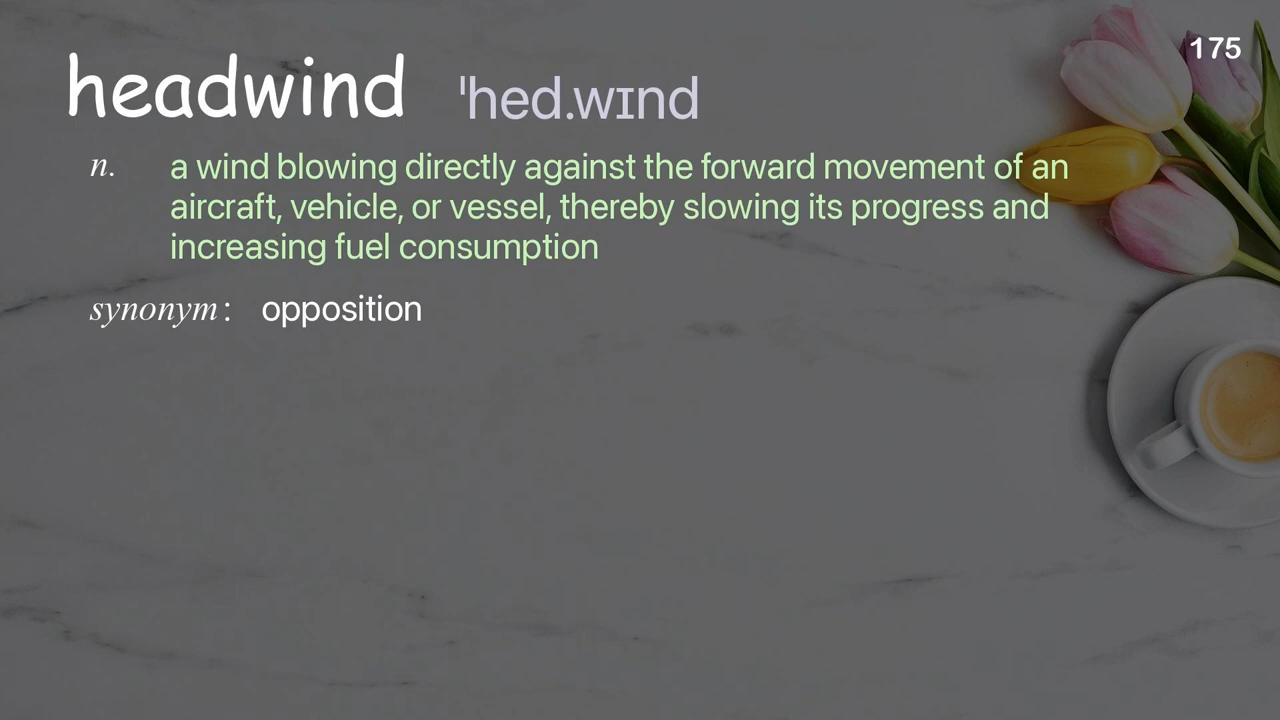 175
headwind ˈhed.wɪnd
n. a wind blowing directly against the forward movement of an
aircraft, vehicle, or vessel, thereby slowing its progress and
increasing fuel consumption
synonym: opposition